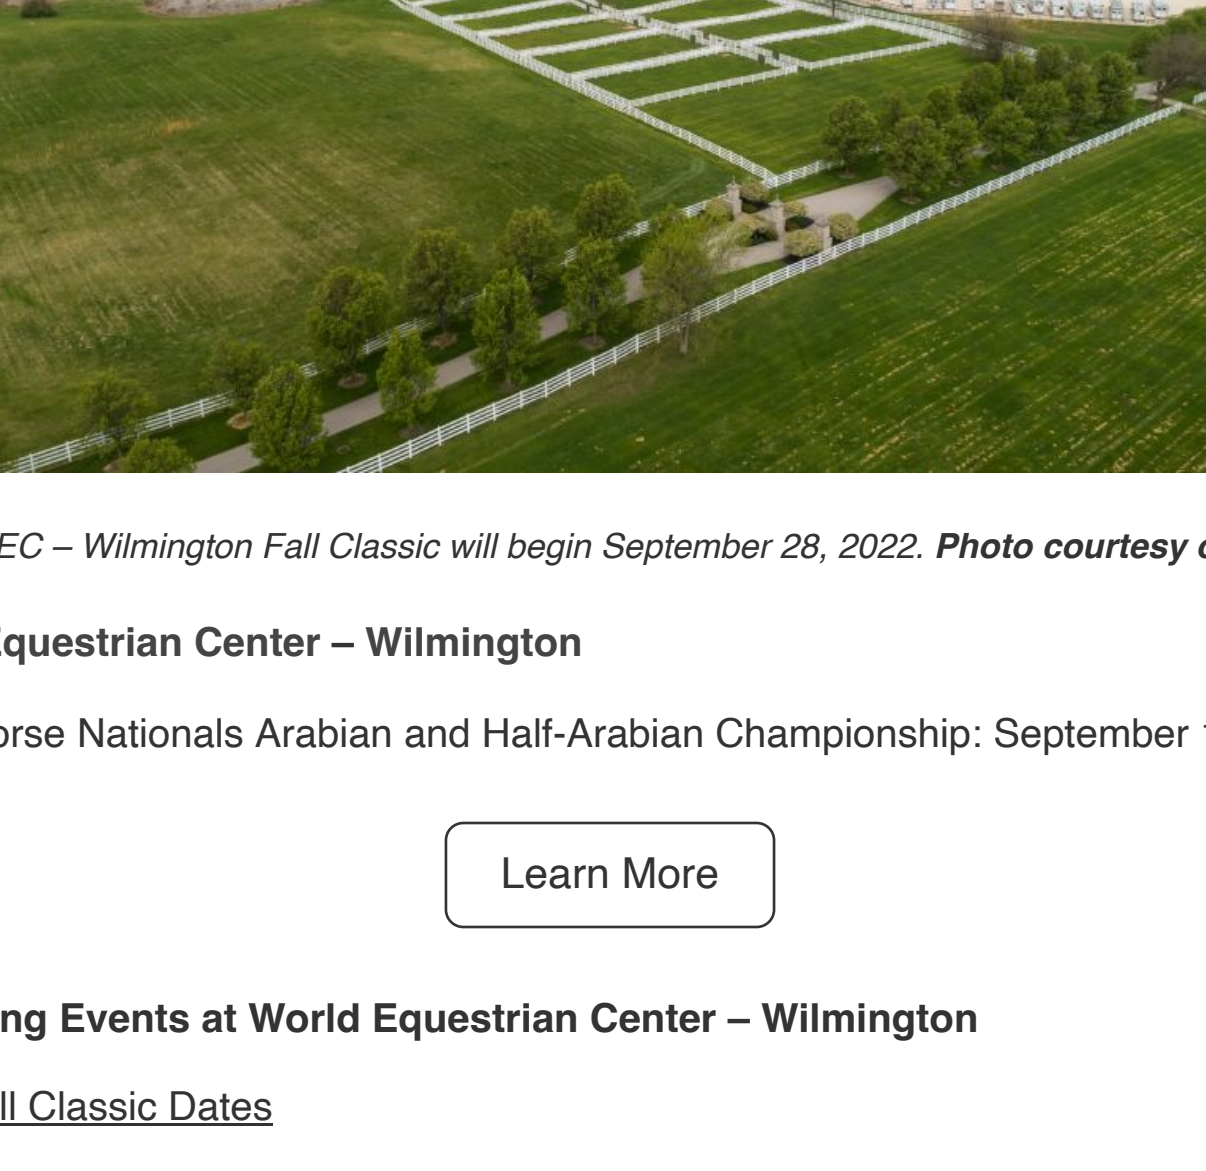 EC – Wilmington Fall Classic will begin September 28, 2022. Photo courtesy
Equestrian Center – Wilmington
orse Nationals Arabian and Half-Arabian Championship: September
Learn More
ng Events at World Equestrian Center – Wilmington
ll Classic Dates